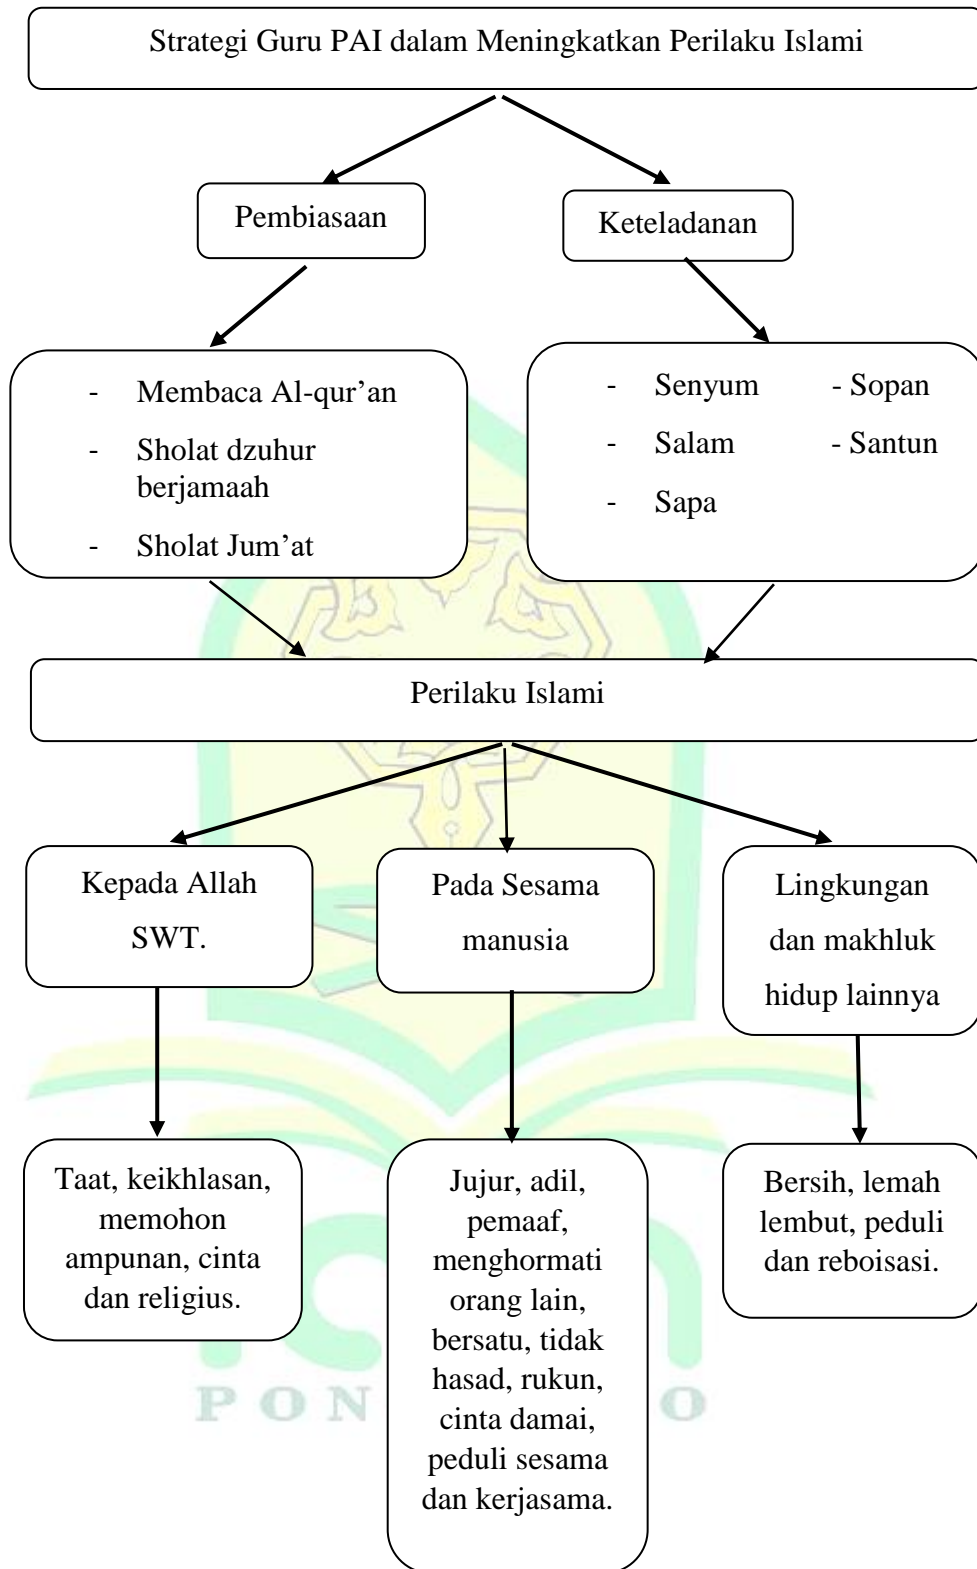 Strategi Guru PAI dalam Meningkatkan Perilaku Islami
Pembiasaan
Keteladanan
- Membaca Al-qur’an
- Sholat dzuhur
berjamaah
- Sholat Jum’at
- Senyum - Sopan
- Salam - Santun
- Sapa
Perilaku Islami
Kepada Allah
SWT.
Pada Sesama
manusia
Lingkungan
dan makhluk
hidup lainnya
Taat, keikhlasan,
memohon
ampunan, cinta
dan religius.
Jujur, adil,
pemaaf,
menghormati
orang lain,
bersatu, tidak
hasad, rukun,
cinta damai,
peduli sesama
dan kerjasama.
Bersih, lemah
lembut, peduli
dan reboisasi.